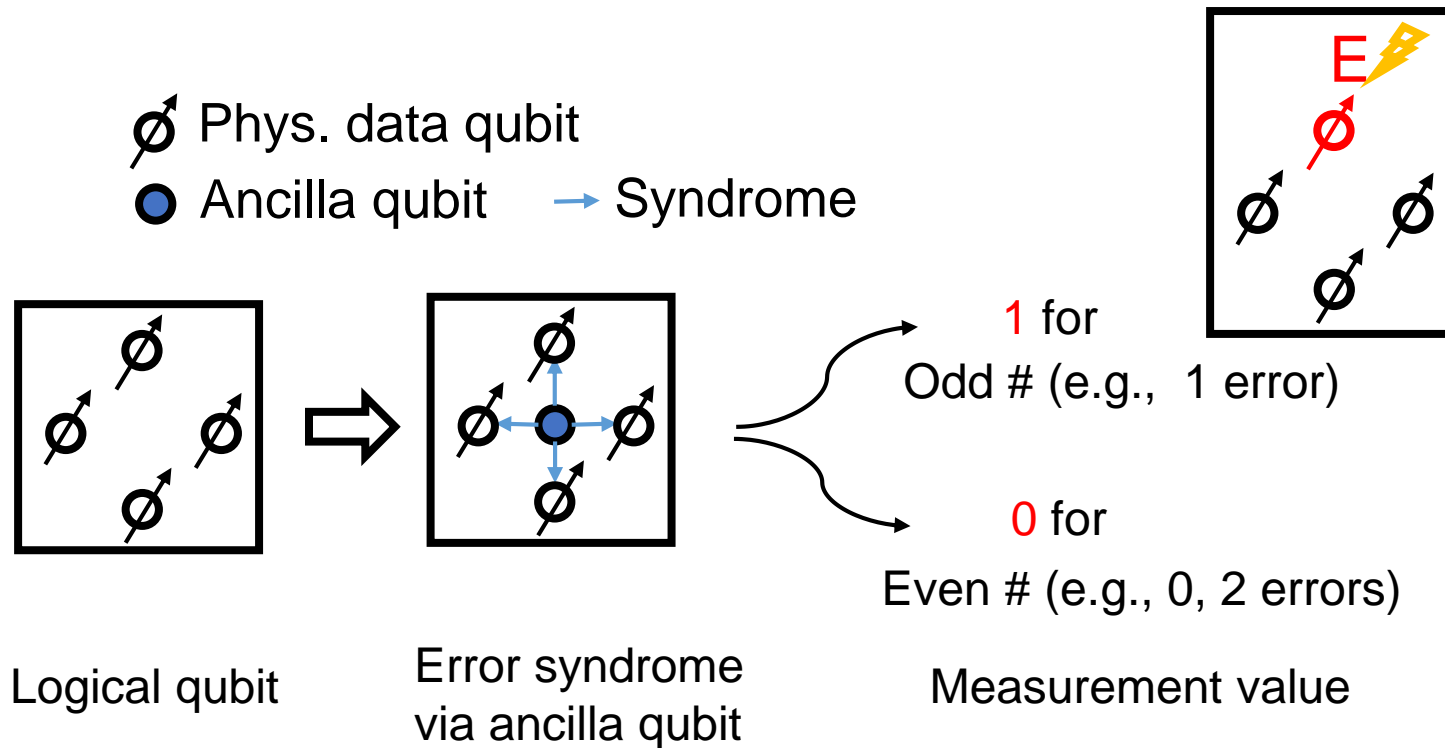 E
Phys. data qubit
Ancilla qubit
Syndrome
1 for
Odd # (e.g., 1 error)
0 for
Even # (e.g., 0, 2 errors)
Logical qubit
Error syndrome
via ancilla qubit
Measurement value